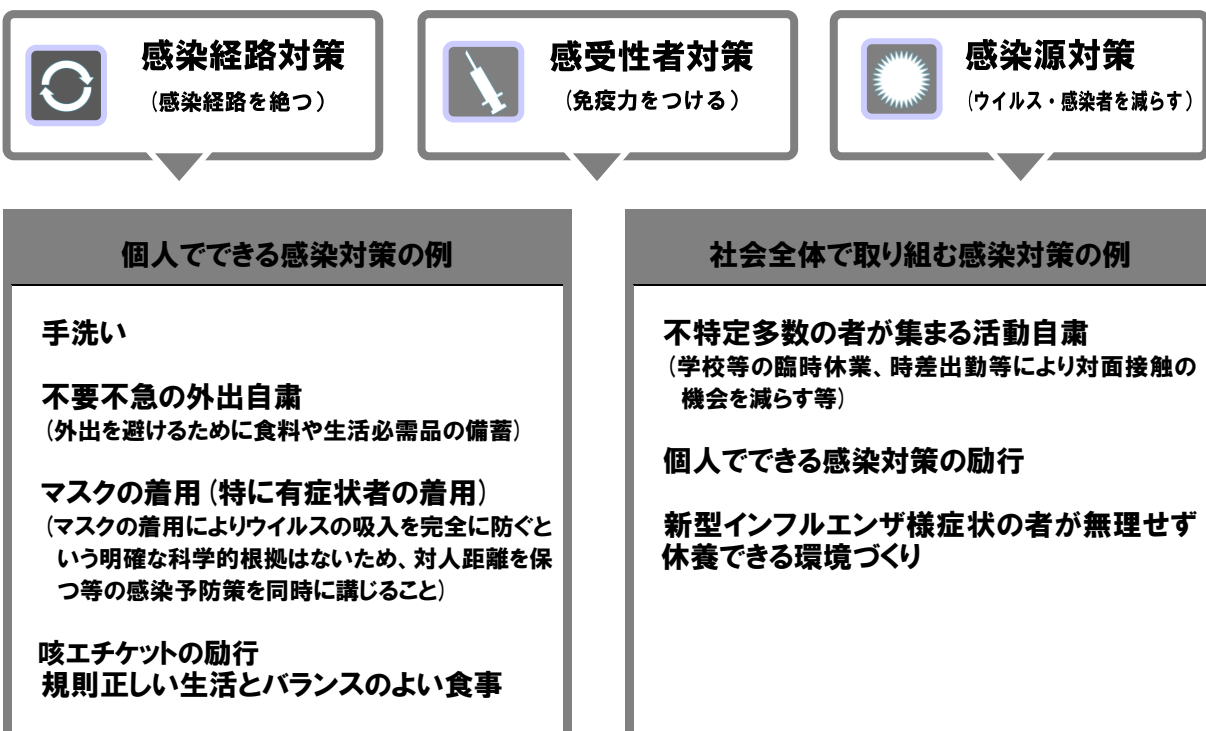 感染経路対策
（感染経路を絶つ）
感受性者対策
（免疫力をつける）
感染源対策
（ウイルス・感染者を減らす）
個人でできる感染対策の例
手洗い
不要不急の外出自粛
（外出を避けるために食料や生活必需品の備蓄）
マスクの着用（特に有症状者の着用）
（マスクの着用によりウイルスの吸入を完全に防ぐと
いう明確な科学的根拠はないため、対人距離を保
つ等の感染予防策を同時に講じること）
咳エチケットの励行
規則正しい生活とバランスのよい食事
社会全体で取り組む感染対策の例
不特定多数の者が集まる活動自粛
（学校等の臨時休業、時差出勤等により対面接触の
機会を減らす等）
個人でできる感染対策の励行
新型インフルエンザ様症状の者が無理せず
休養できる環境づくり